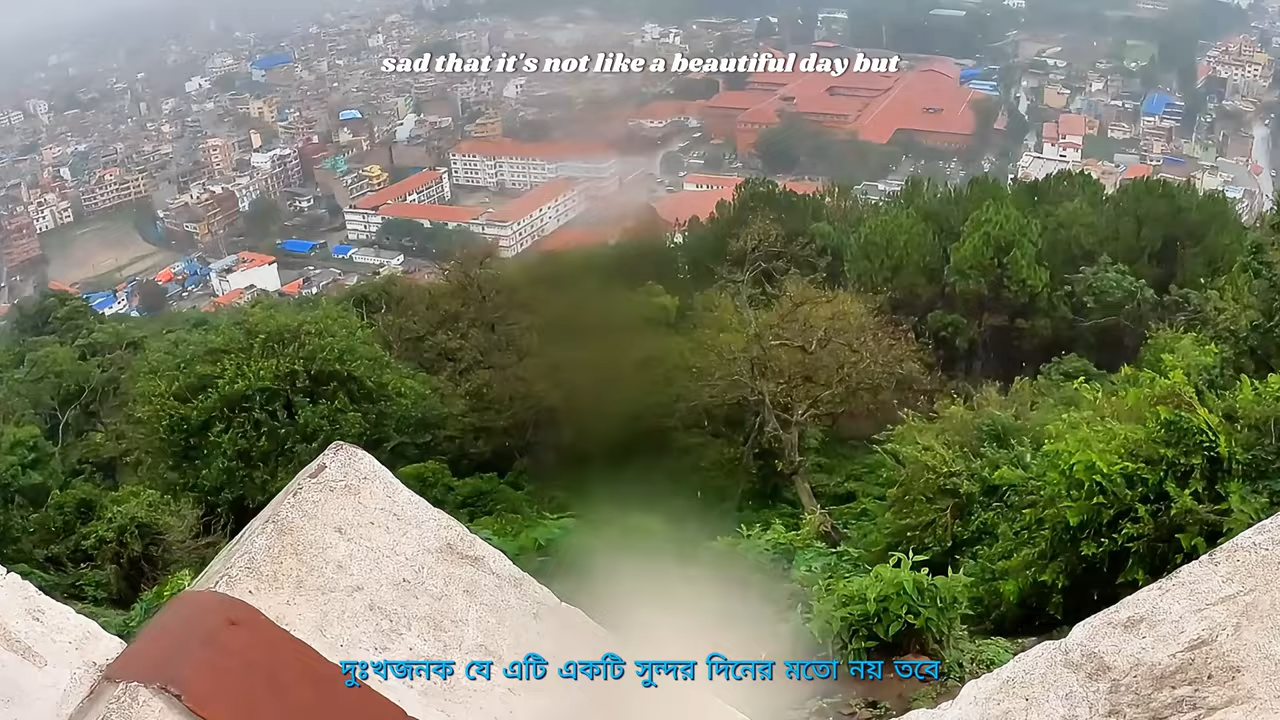 sad that it's not like a beautiful day but
দুঃখজনক যে এটি একটি সুন্দর দিনের মতো নয় তবে